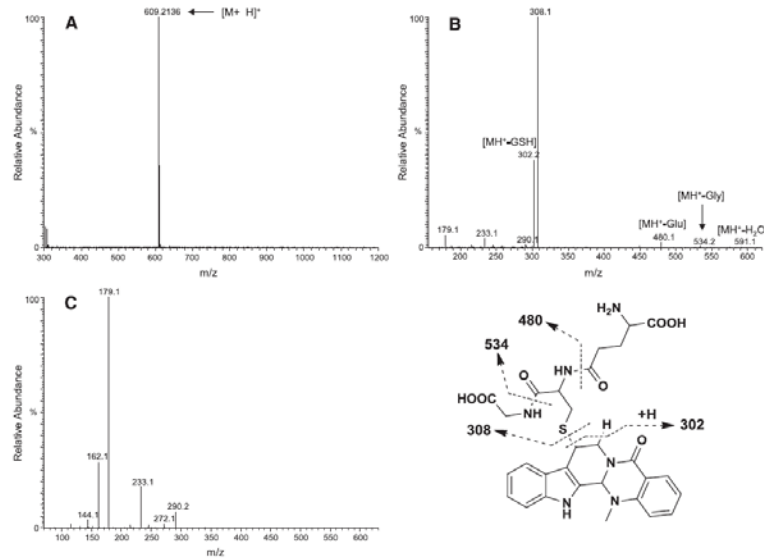 A
609.2136
[M+ H]⁺
100
%
0
Relative Abundance
300 400 500 600 700 800 900 1000 1100 1200
m/z
B
308.1
[MH⁺-GSH]
302.2
[MH⁺-Gly]
[MH⁺-Glu]
[MH⁺-H₂O]
179.1
233.1
290.1
480.1
534.2
591.1
100
%
0
Relative Abundance
200 250 300 350 400 450 500 550 600
m/z
C
179.1
162.1
144.1
233.1
272.1
290.2
100
%
0
Relative Abundance
100 150 200 250 300 350 400 450 500 550 600
m/z
H₂N
COOH
480
534
O
HN
O
HOOC
NH
S
H
+H
308
302
O
N
N
H
N